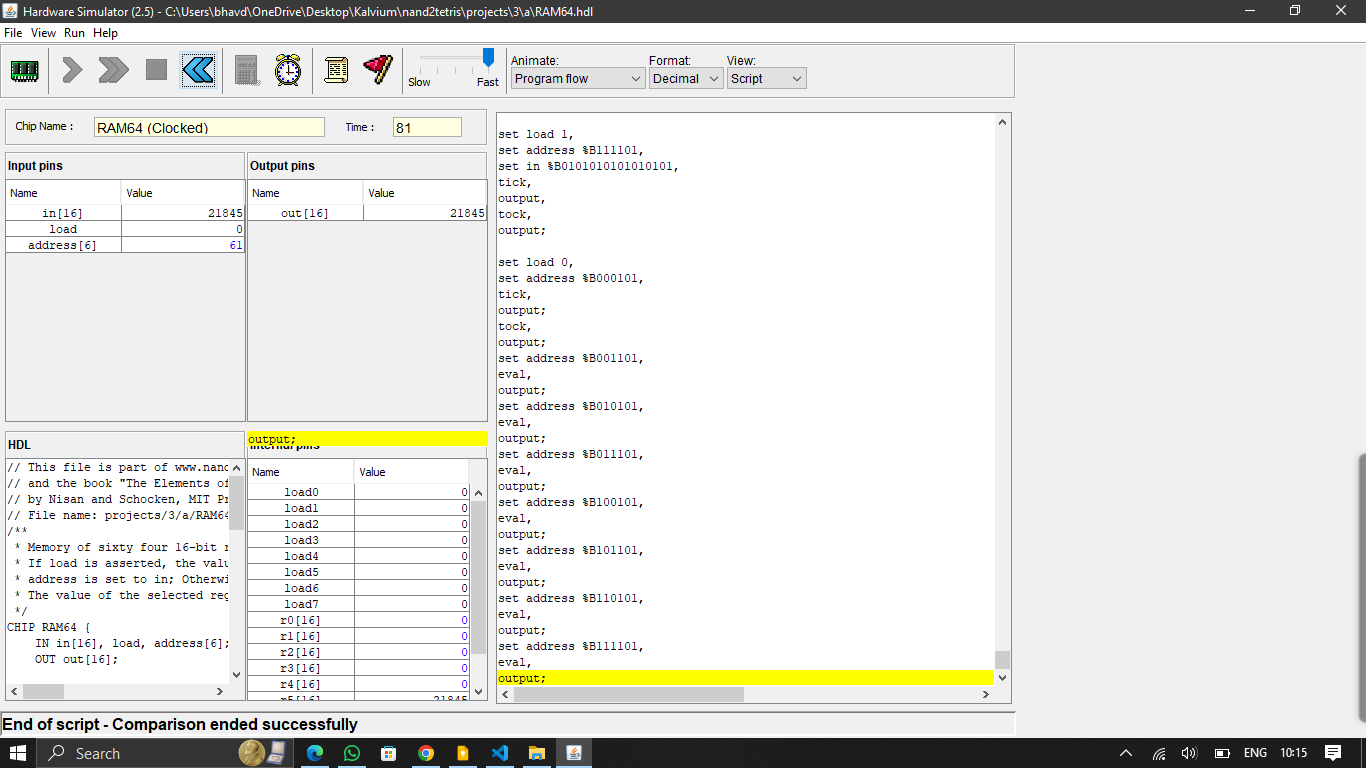 Hardware Simulator (2.5) - C:\Users\bhavd\OneDrive\Desktop\Kalvium\nand2tetris\projects\3\a\RAM64.hdl
File View Run Help
Slow Fast
Animate: Format: View:
Program flow Decimal Script
Chip Name : RAM64 (Clocked) Time : 81
Input pins
Name Value
in[16] 21845
load 0
address[6] 61
Output pins
Name Value
out[16] 21845
HDL
// This file is part of www.nand
// and the book "The Elements of
// by Nisan and Schocken, MIT Pr
// File name: projects/3/a/RAM64
/**
* Memory of sixty four 16-bit r
* If load is asserted, the valu
* address is set to in; Otherwi
* The value of the selected reg
*/
CHIP RAM64 {
IN in[16], load, address[6];
OUT out[16];
output;
Internal pins
Name Value
load0 0
load1 0
load2 0
load3 0
load4 0
load5 0
load6 0
load7 0
r0[16] 0
r1[16] 0
r2[16] 0
r3[16] 0
r4[16] 0
r5[16] 21845
set load 1,
set address %B111101,
set in %B0101010101010101,
tick,
output,
tock,
output;
set load 0,
set address %B000101,
tick,
output;
tock,
output;
set address %B001101,
eval,
output;
set address %B010101,
eval,
output;
set address %B011101,
eval,
output;
set address %B100101,
eval,
output;
set address %B101101,
eval,
output;
set address %B110101,
eval,
output;
set address %B111101,
eval,
output;
End of script - Comparison ended successfully
Search
ENG 10:15